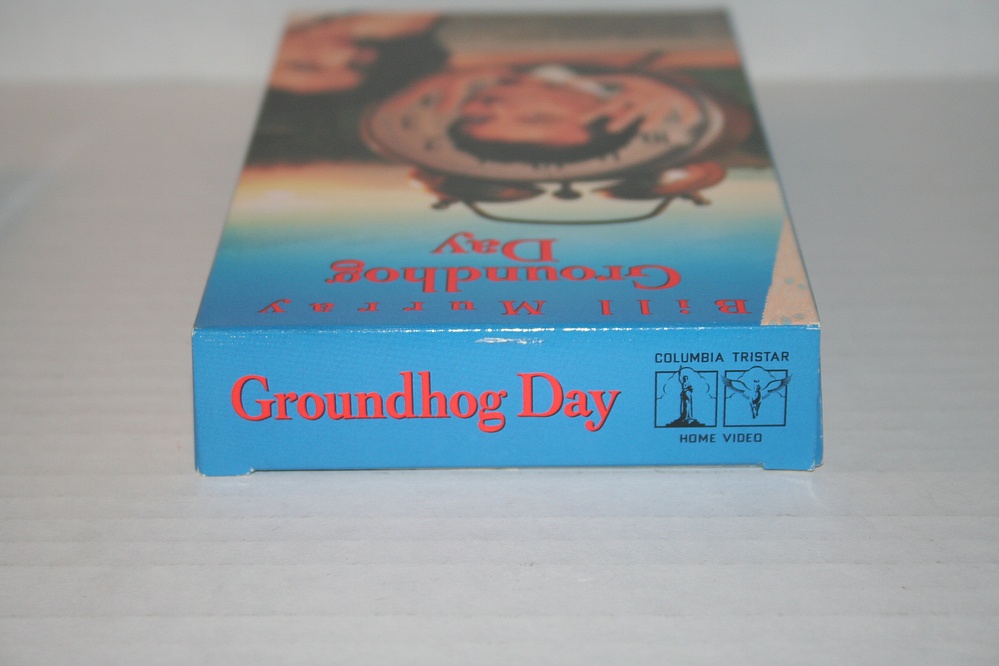 Bill Murray
Groundhog
Day
Groundhog Day
COLUMBIA TRISTAR
HOME VIDEO